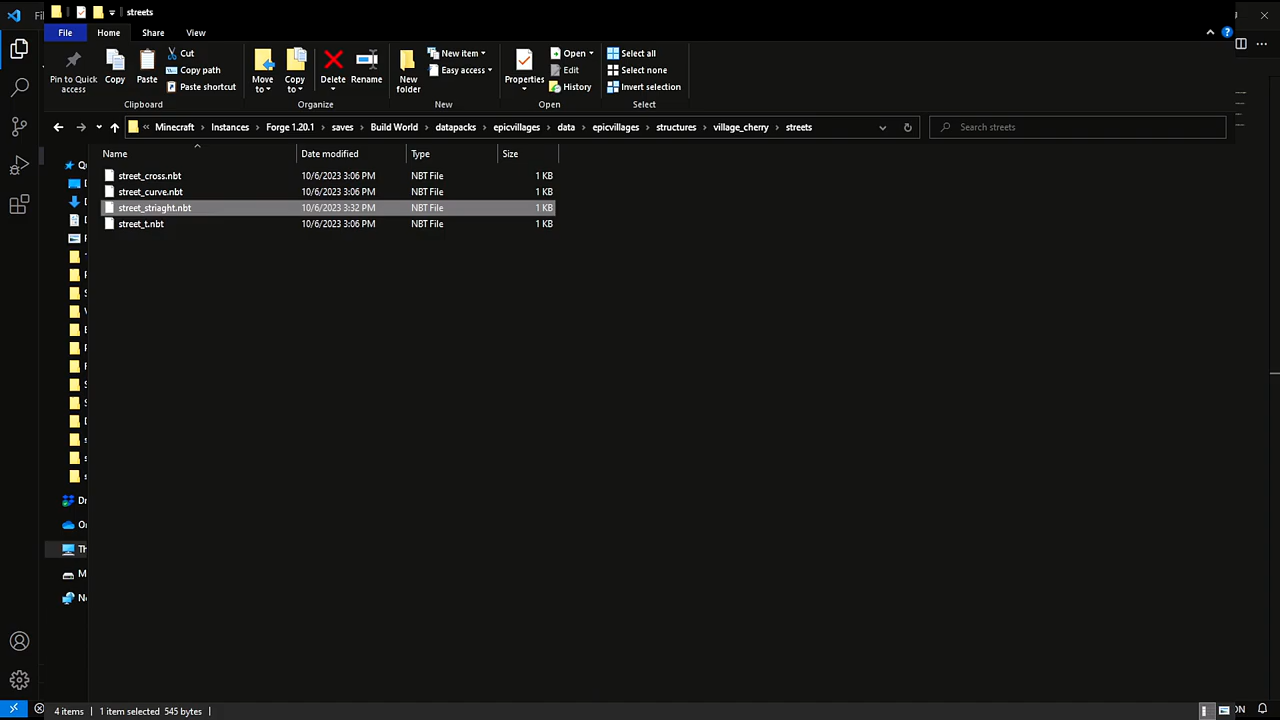 streets
File Home Share View
Pin to Quick access
Copy
Paste
Cut
Copy path
Paste shortcut
Clipboard
Move to
Copy to
Delete
Rename
Organize
New folder
New item
Easy access
New
Properties
Open
Edit
History
Open
Select all
Select none
Invert selection
Select
« Minecraft › Instances › Forge 1.20.1 › saves › Build World › datapacks › epicvillages › data › epicvillages › structures › village_cherry › streets
Search streets
Name Date modified Type Size
street_cross.nbt 10/6/2023 3:06 PM NBT File 1 KB
street_curve.nbt 10/6/2023 3:06 PM NBT File 1 KB
street_striaght.nbt 10/6/2023 3:32 PM NBT File 1 KB
street_t.nbt 10/6/2023 3:06 PM NBT File 1 KB
4 items 1 item selected 545 bytes